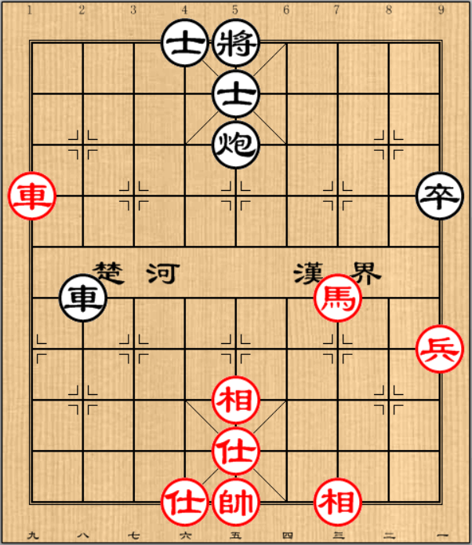 1 2 3 4 5 6 7 8 9
士 將
士
炮
車 卒
楚 河 漢 界
車 馬
兵
相
仕
仕 帥 相
九 八 七 六 五 四 三 二 一